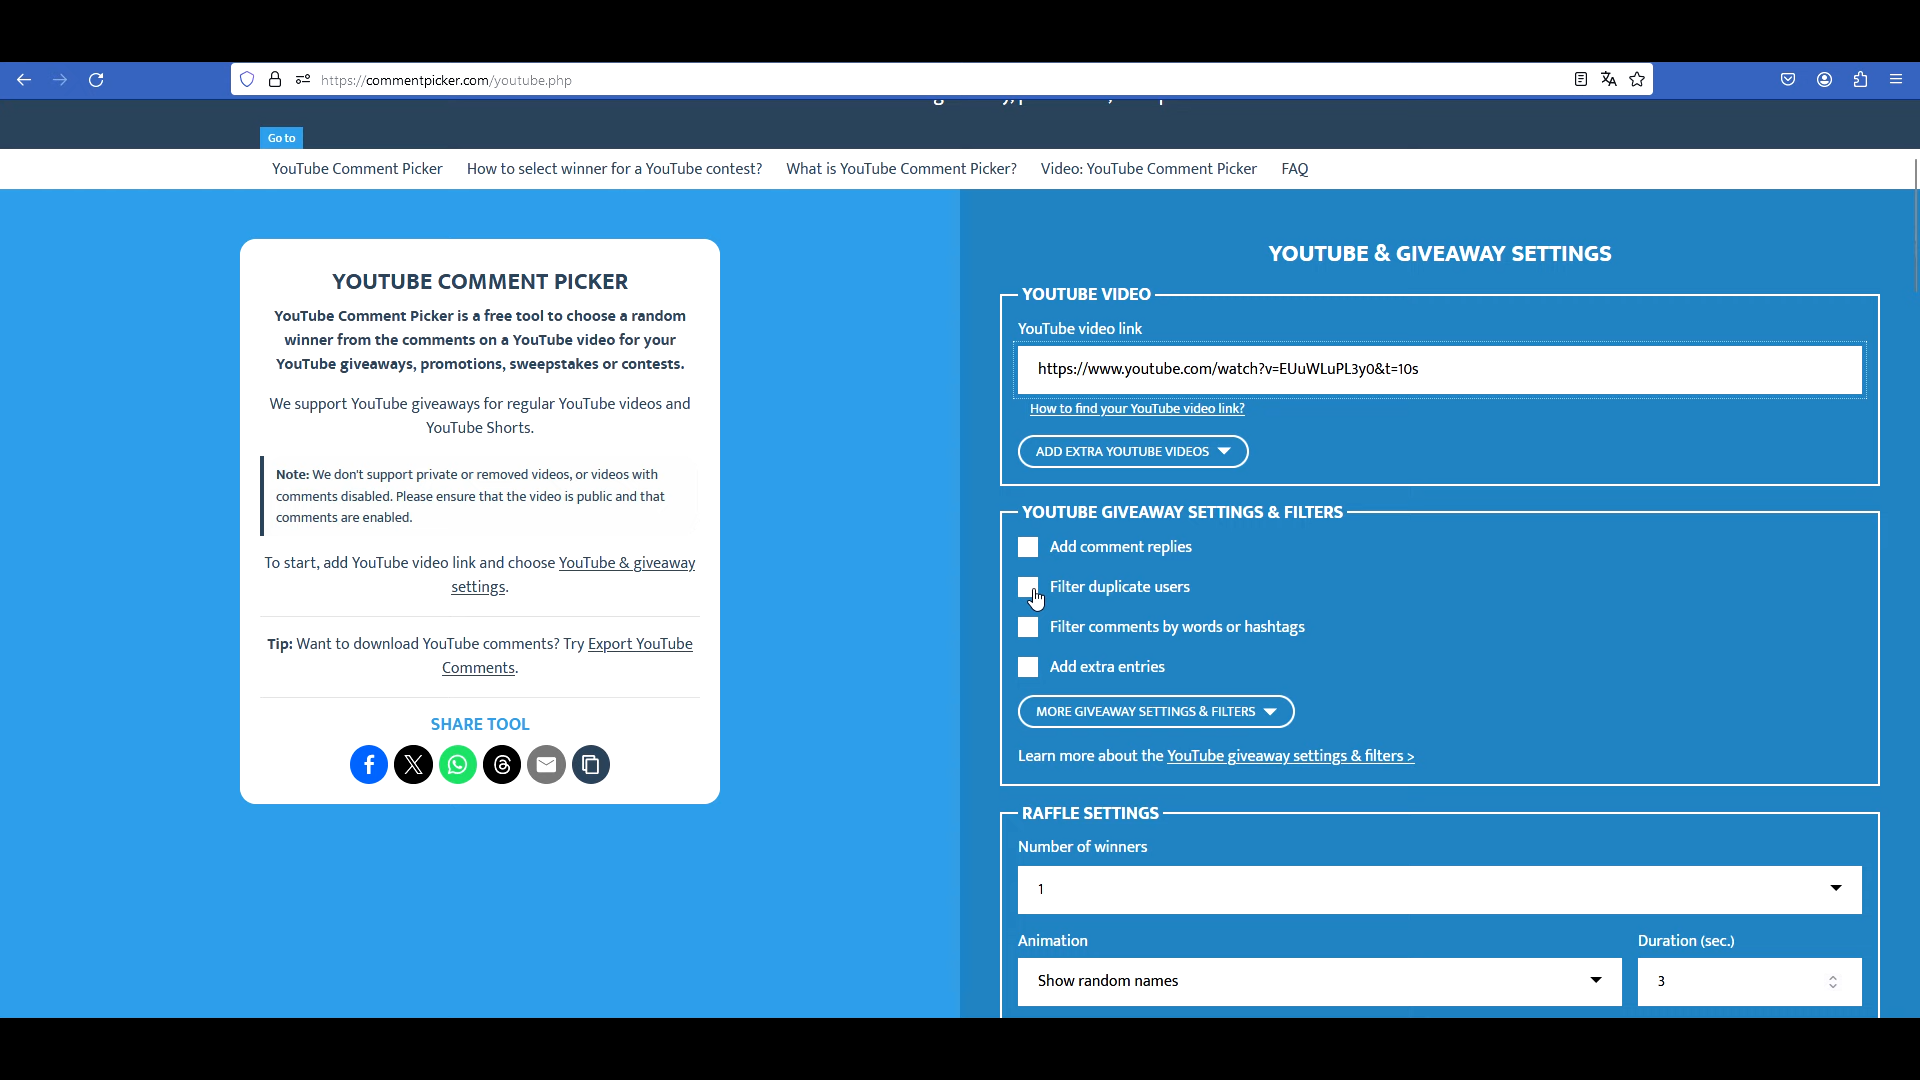 https://commentpicker.com/youtube.php
Go to
YouTube Comment Picker
How to select winner for a YouTube contest?
What is YouTube Comment Picker?
Video: YouTube Comment Picker
FAQ
YOUTUBE COMMENT PICKER
YouTube Comment Picker is a free tool to choose a random
winner from the comments on a YouTube video for your
YouTube giveaways, promotions, sweepstakes or contests.
We support YouTube giveaways for regular YouTube videos and
YouTube Shorts.
Note: We don't support private or removed videos, or videos with
comments disabled. Please ensure that the video is public and that
comments are enabled.
To start, add YouTube video link and choose YouTube & giveaway
settings.
Tip: Want to download YouTube comments? Try Export YouTube
Comments.
SHARE TOOL
YOUTUBE & GIVEAWAY SETTINGS
YOUTUBE VIDEO
YouTube video link
https://www.youtube.com/watch?v=EUuWLuPL3y0&t=10s
How to find your YouTube video link?
ADD EXTRA YOUTUBE VIDEOS
YOUTUBE GIVEAWAY SETTINGS & FILTERS
Add comment replies
Filter duplicate users
Filter comments by words or hashtags
Add extra entries
MORE GIVEAWAY SETTINGS & FILTERS
Learn more about the YouTube giveaway settings & filters >
RAFFLE SETTINGS
Number of winners
1
Animation
Duration (sec.)
Show random names
3